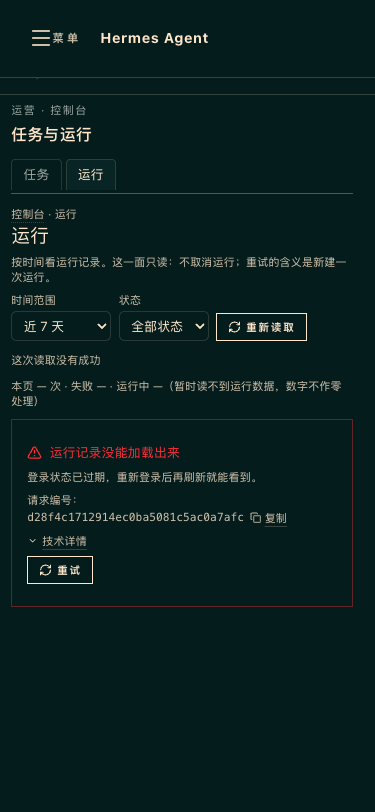 菜单 Hermes Agent
运营 · 控制台
任务与运行
任务 运行
控制台 · 运行
运行
按时间看运行记录。这一面只读：不取消运行；重试的含义是新建一
次运行。
时间范围 状态
近 7 天 全部状态 重新读取
这次读取没有成功
本页 — 次 · 失败 — · 运行中 —（暂时读不到运行数据，数字不作零
处理）
运行记录没能加载出来
登录状态已过期，重新登录后再刷新就能看到。
请求编号：
d28f4c1712914ec0ba5081c5ac0a7afc 复制
技术详情
重试